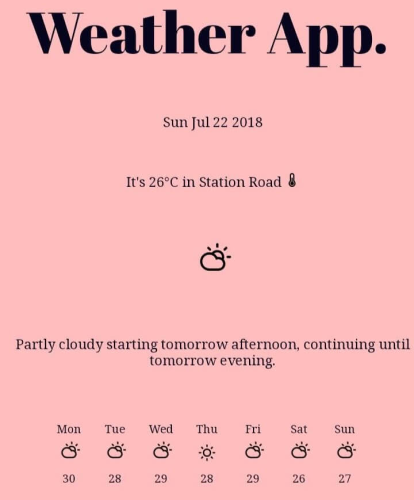 Weather App.
Sun Jul 22 2018
It's 26°C in Station Road
Partly cloudy starting tomorrow afternoon, continuing until
tomorrow evening.
Mon Tue Wed Thu Fri Sat Sun
30 28 29 28 29 26 27